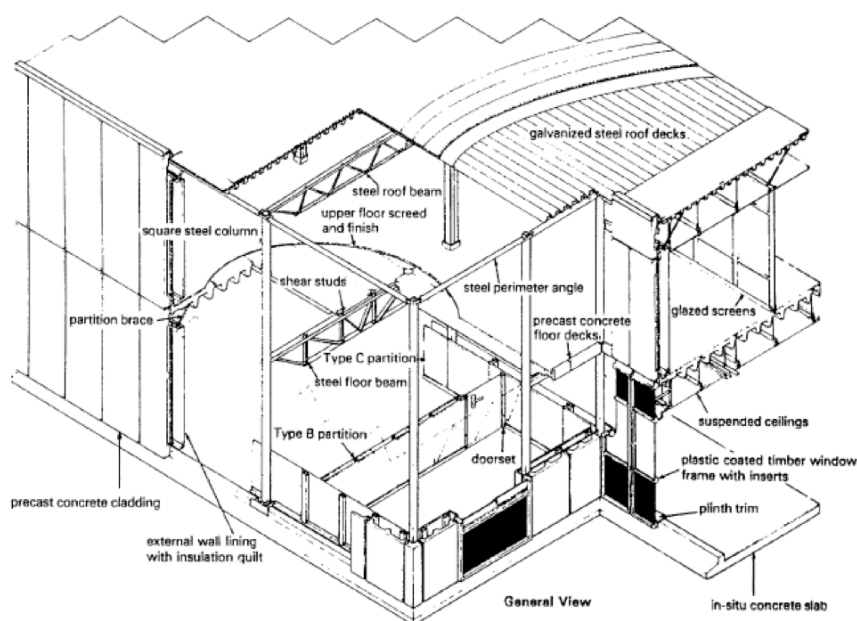 galvanized steel roof decks
steel roof beam
upper floor screed
and finish
square steel column
shear studs
steel perimeter angle
glazed screens
partition brace
precast concrete
floor decks
Type C partition
steel floor beam
suspended ceilings
Type B partition
doorset
plastic coated timber window
frame with inserts
precast concrete cladding
plinth trim
external wall lining
with insulation quilt
General View
in-situ concrete slab